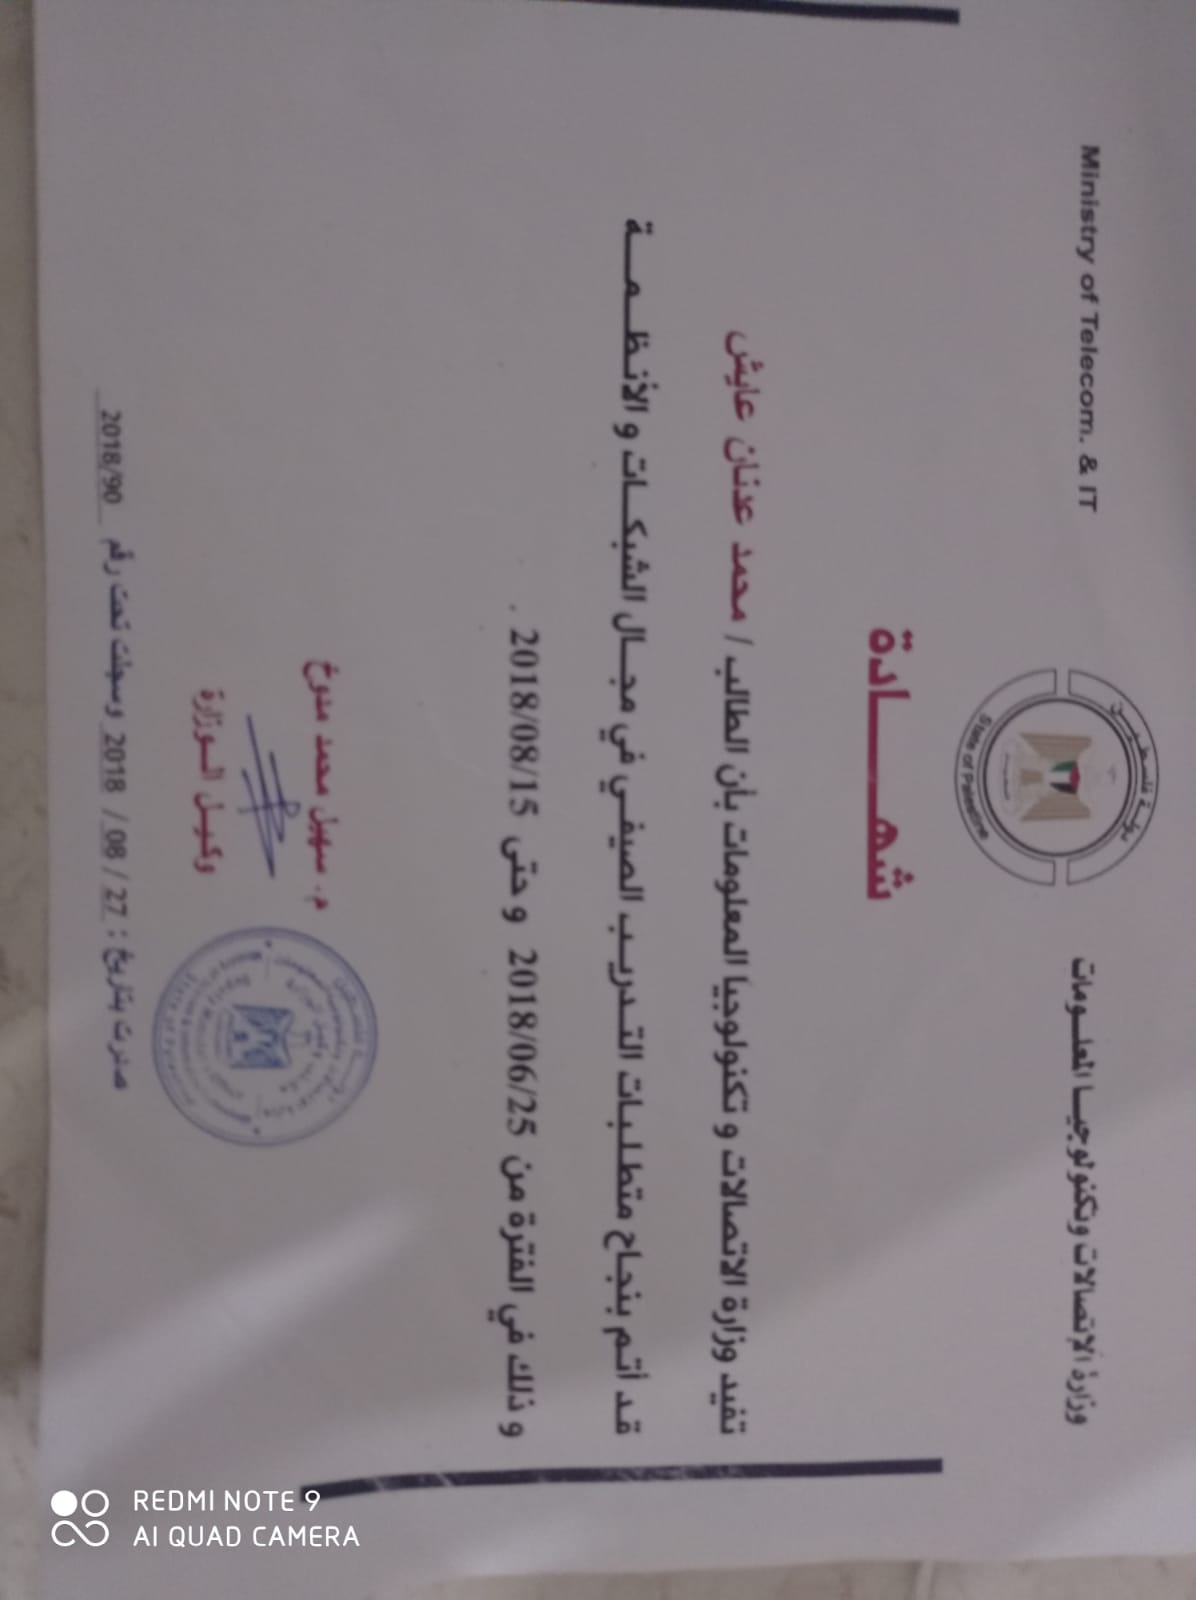 Ministry of Telecom. & IT
دولة فلسطين
State of Palestine
وزارة الإتصالات وتكنولوجيا المعلومات
شهادة
تفيد وزارة الاتصالات و تكنولوجيا المعلومات بأن الطالب / محمد عدنان عايش
قد أتم بنجاح متطلبات التدريب الصيفي في مجال الشبكات و الأنظمة
و ذلك في الفترة من 2018/06/25 و حتى 2018/08/15 .
م. سهيل محمد مدوخ
وكيل الوزارة
صدرت بتاريخ : 27 / 08 / 2018 وسجلت تحت رقم 2018/90
REDMI NOTE 9
AI QUAD CAMERA